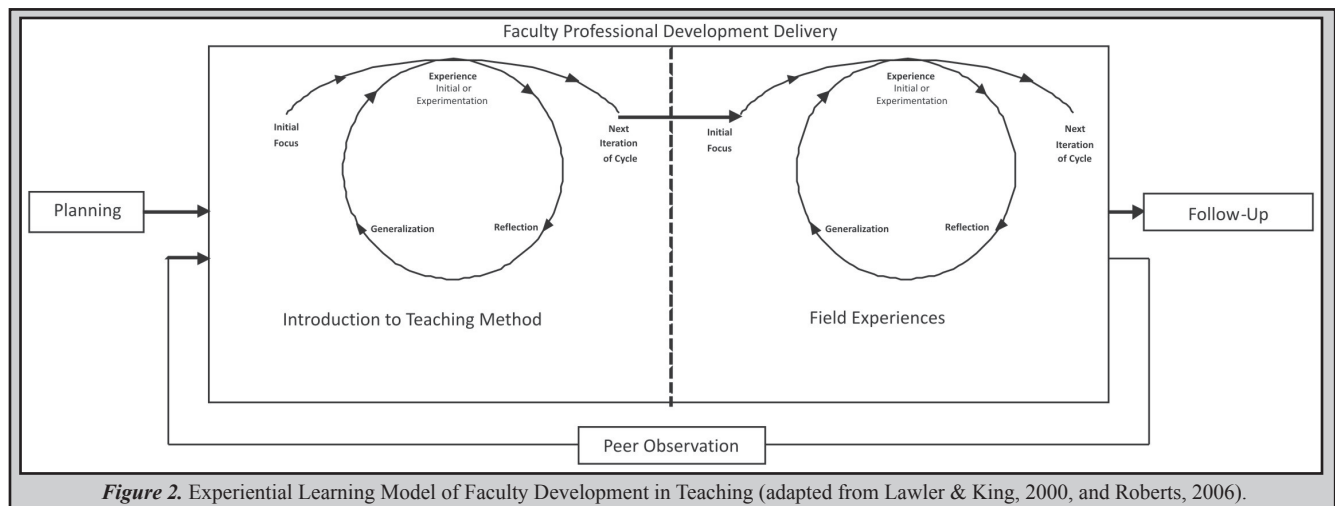 Faculty Professional Development Delivery
Experience
Initial or
Experimentation
Initial
Focus
Next
Iteration
of Cycle
Generalization
Reflection
Introduction to Teaching Method
Experience
Initial or
Experimentation
Initial
Focus
Next
Iteration
of Cycle
Generalization
Reflection
Field Experiences
Planning
Follow-Up
Peer Observation
Figure 2. Experiential Learning Model of Faculty Development in Teaching (adapted from Lawler & King, 2000, and Roberts, 2006).